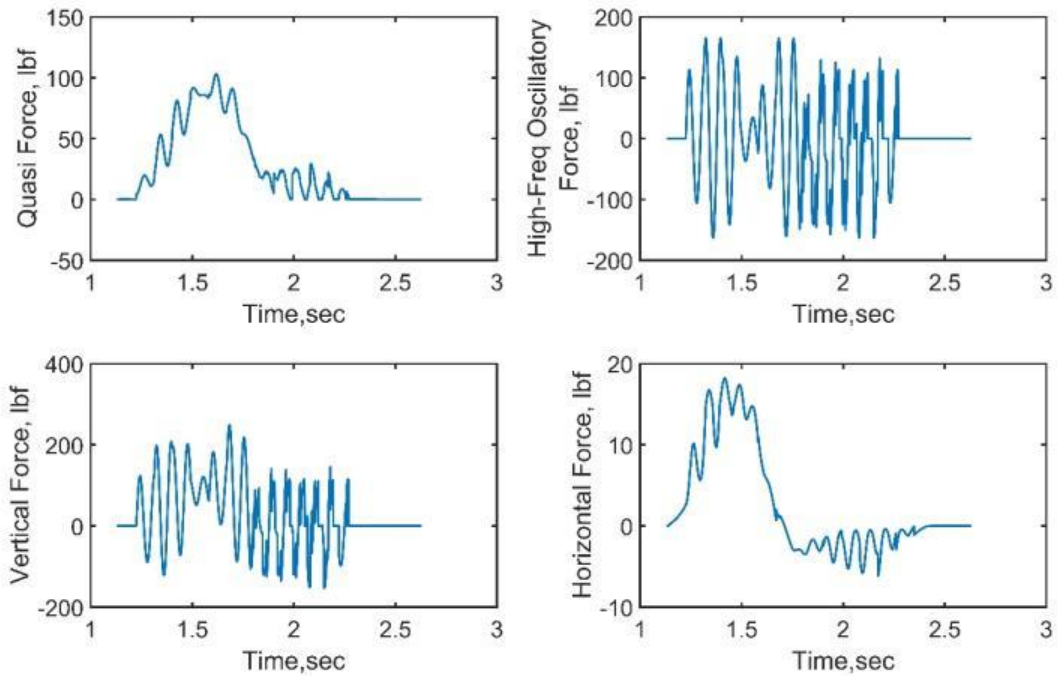 150
100
50
0
-50
Quasi Force, lbf
1 1.5 2 2.5 3
Time,sec
200
100
0
-100
-200
High-Freq Oscillatory
Force, lbf
1 1.5 2 2.5 3
Time,sec
400
200
0
-200
Vertical Force, lbf
1 1.5 2 2.5 3
Time,sec
20
10
0
-10
Horizontal Force, lbf
1 1.5 2 2.5 3
Time,sec